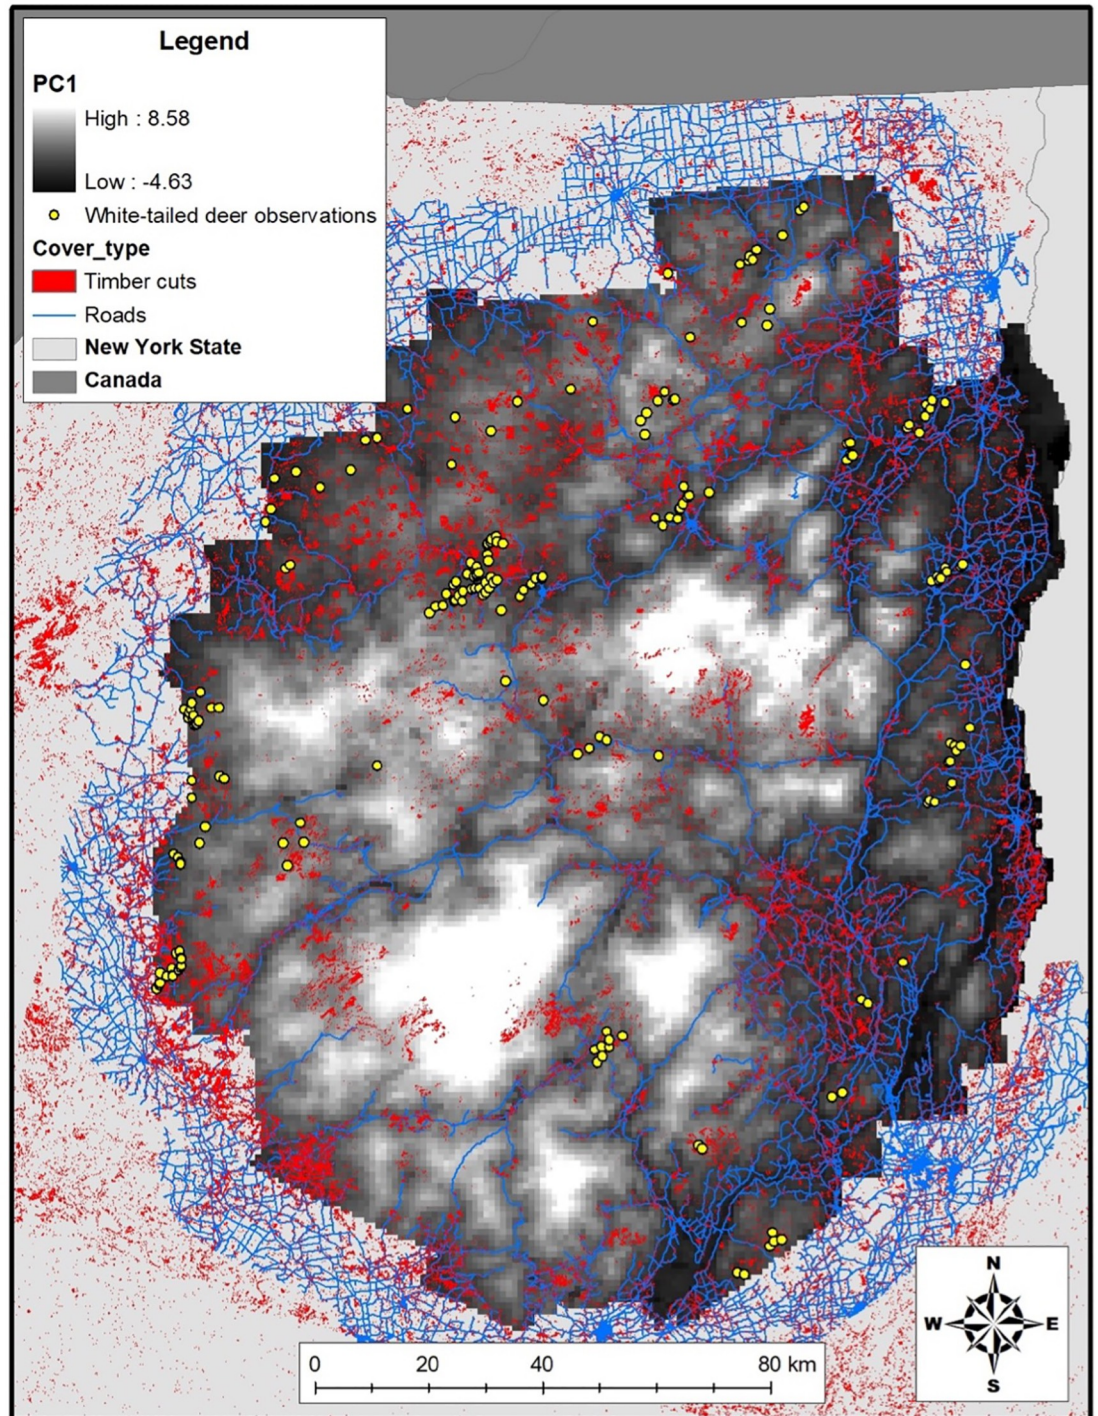 Legend
PC1
High : 8.58
Low : -4.63
White-tailed deer observations
Cover_type
Timber cuts
Roads
New York State
Canada
N
W E
S
0 20 40 80 km